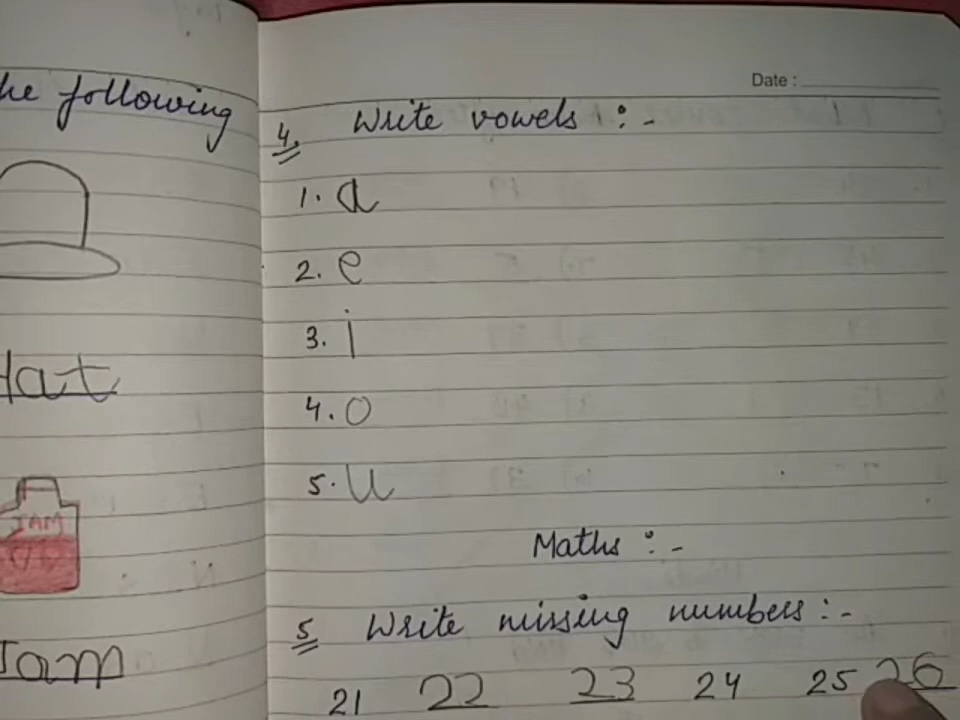 he following
Hat
JAM
Jam
Date :
4. Write vowels :-
1. a
2. e
3. i
4. o
5. u
Maths :-
5 Write missing numbers :-
21 22 23 24 25 26